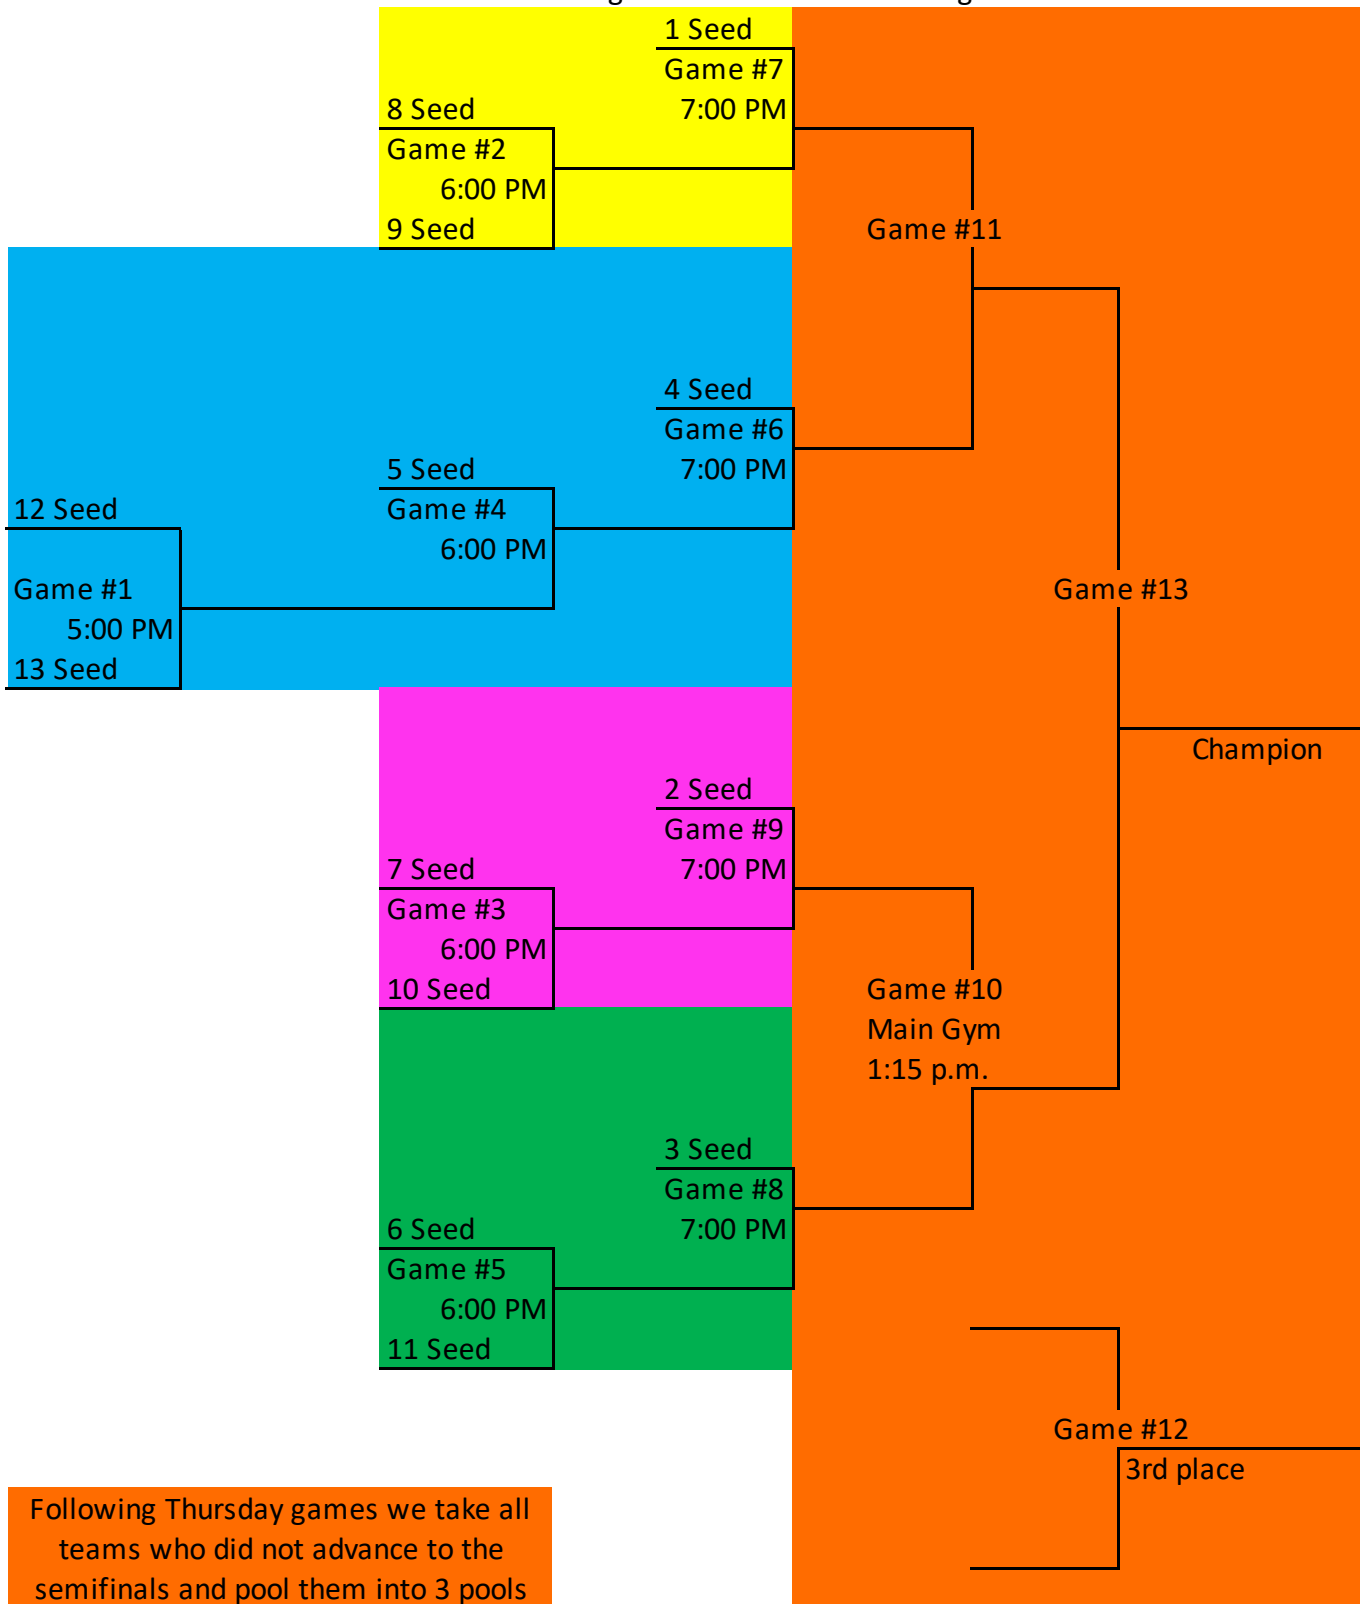 1 Seed
Game #7
7:00 PM
8 Seed
Game #2
6:00 PM
9 Seed
Game #11
4 Seed
Game #6
7:00 PM
5 Seed
Game #4
6:00 PM
12 Seed
Game #1
5:00 PM
13 Seed
Game #13
Champion
2 Seed
Game #9
7:00 PM
7 Seed
Game #3
6:00 PM
10 Seed
Game #10
Main Gym
1:15 p.m.
3 Seed
Game #8
7:00 PM
6 Seed
Game #5
6:00 PM
11 Seed
Game #12
3rd place
Following Thursday games we take all
teams who did not advance to the
semifinals and pool them into 3 pools